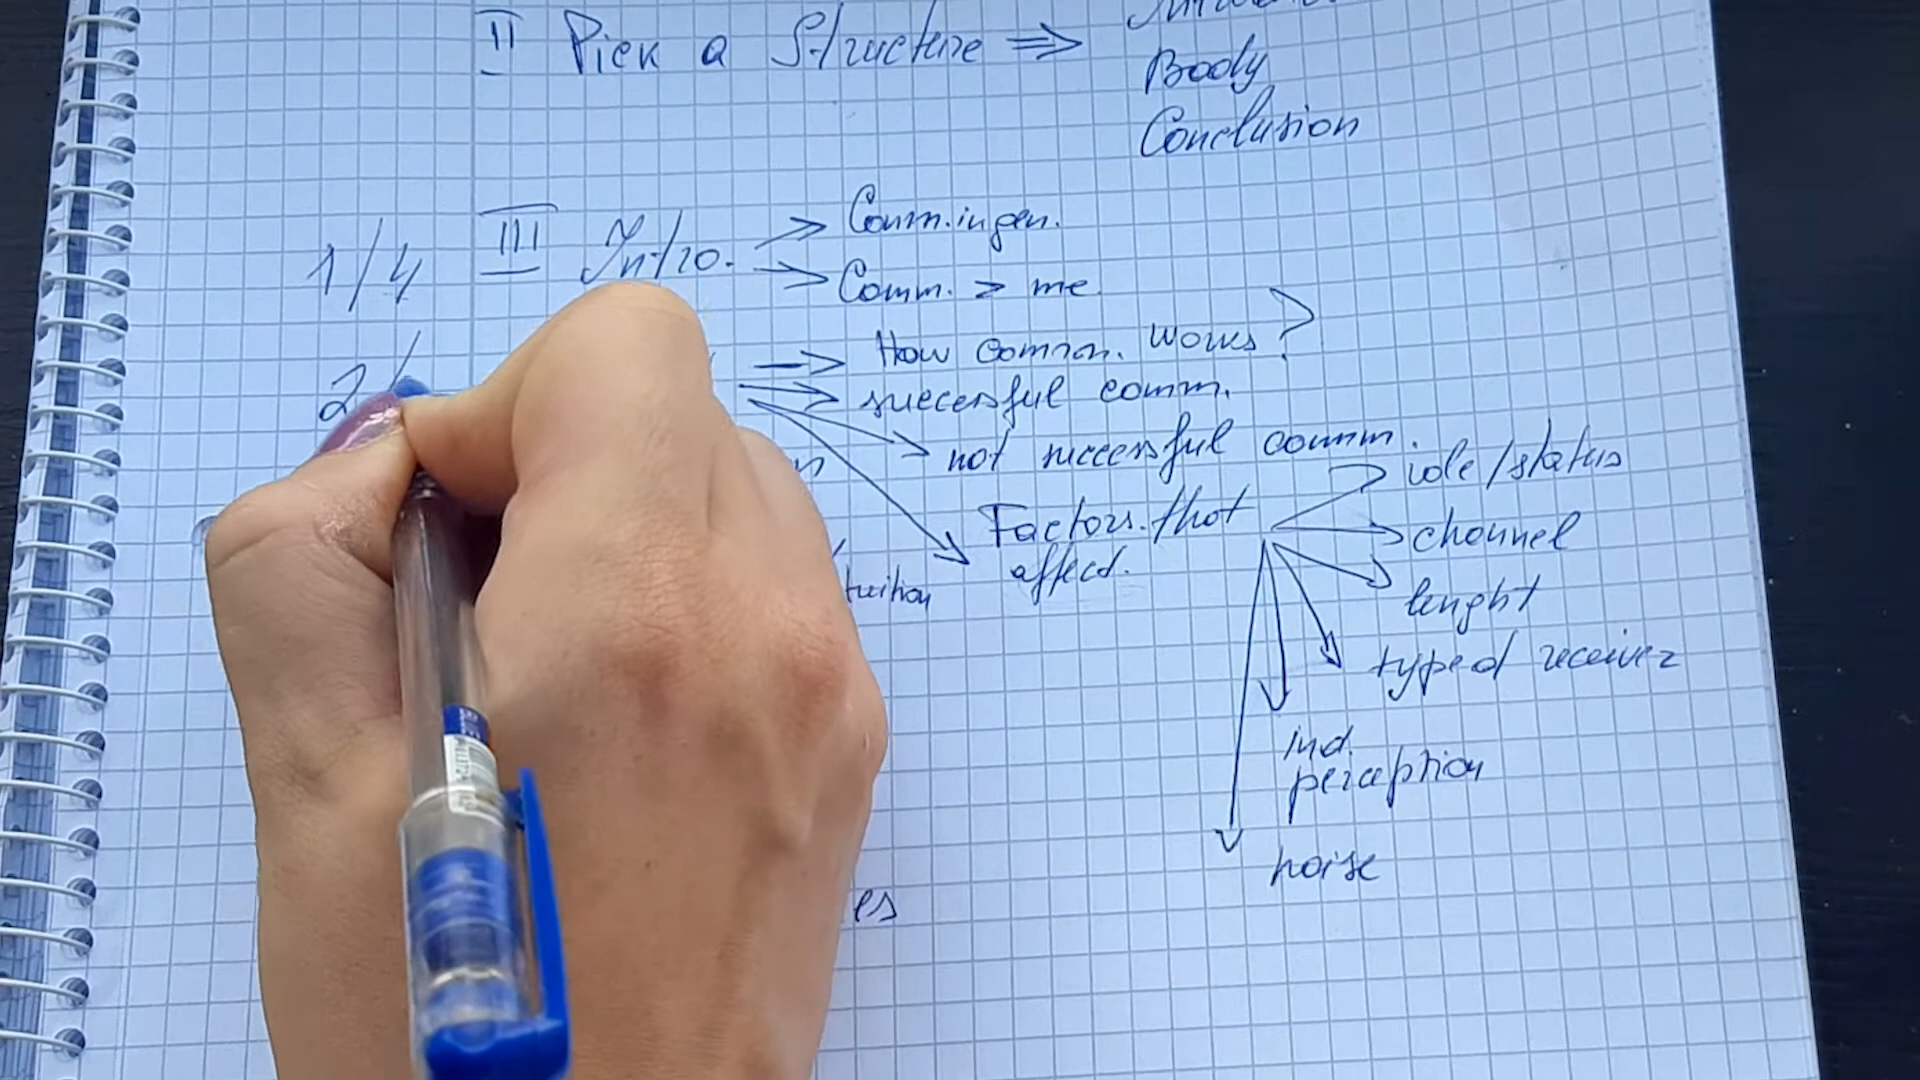 II Pick a Structure ⇒
Body
Conclusion
1/4 III Intro. → Comm. in gen.
→ Comm. > me.
2/ → How comm. works?
→ successful comm.
→ not successful comm.
Factors that affect.
role/status
channel
lenght
type of receiver
Ind.
perception
noise